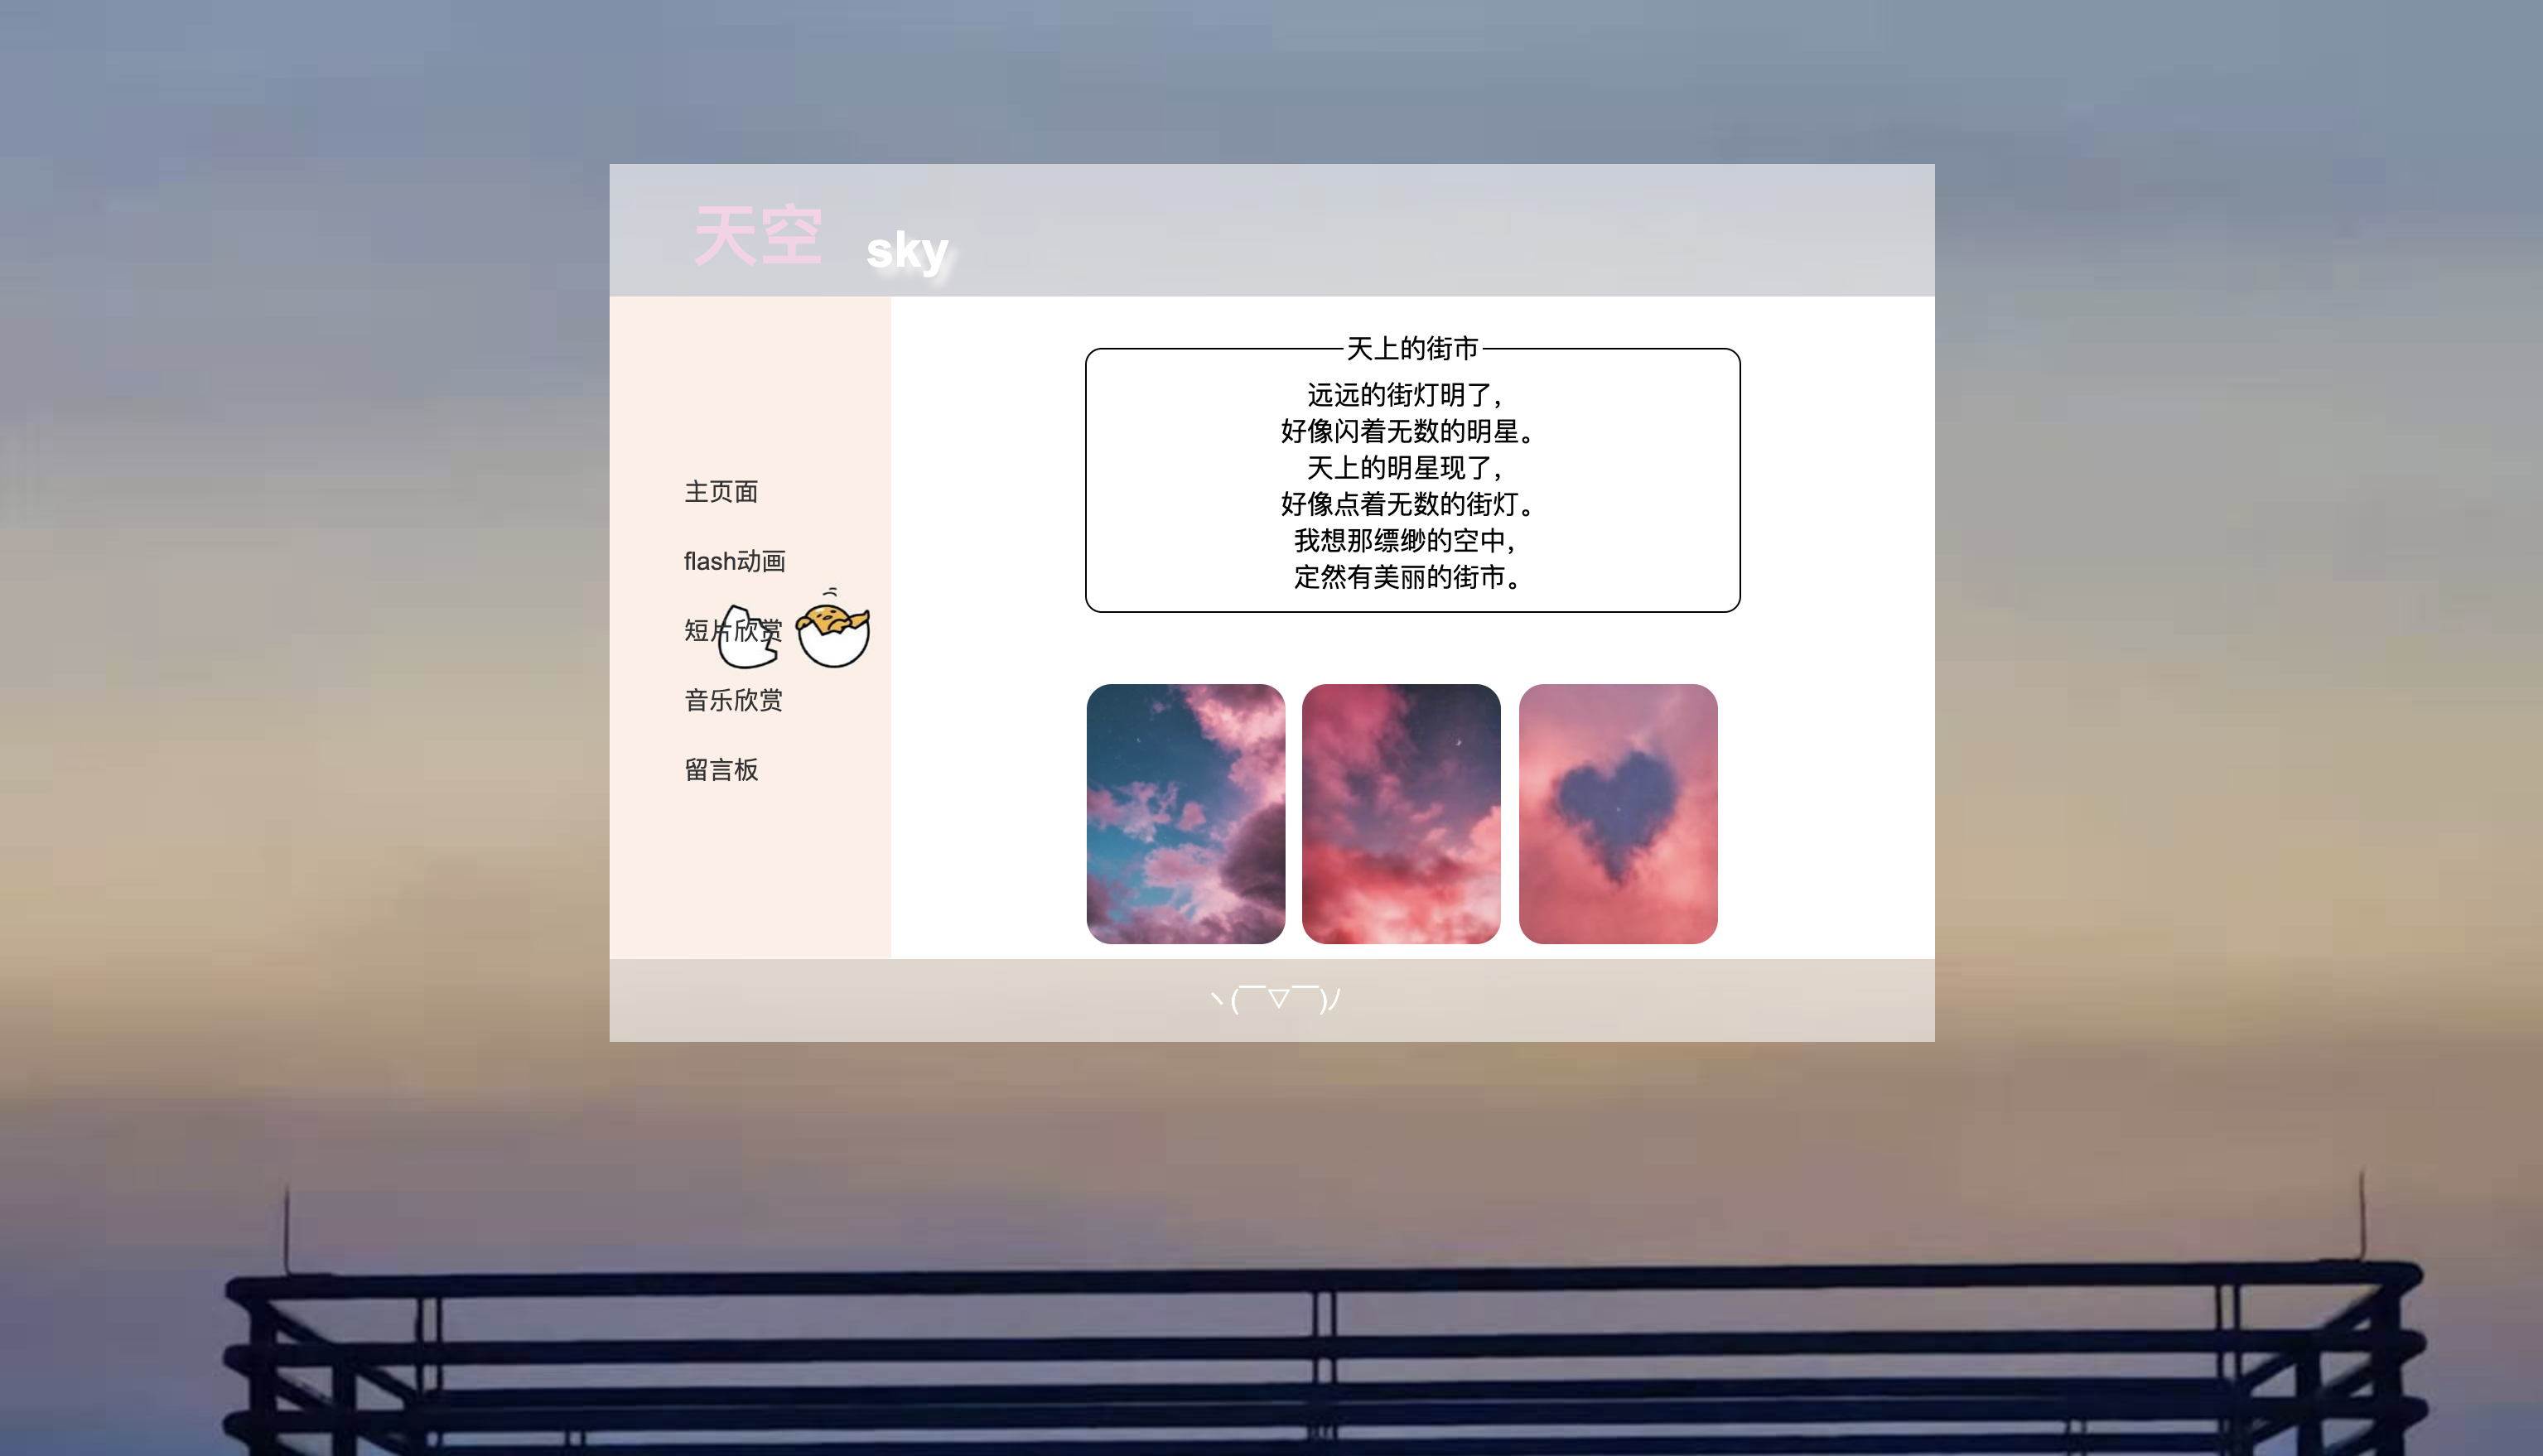 天空 sky
主页面
flash动画
短片欣赏
音乐欣赏
留言板
天上的街市
远远的街灯明了，
好像闪着无数的明星。
天上的明星现了，
好像点着无数的街灯。
我想那缥缈的空中，
定然有美丽的街市。
ヽ(￣▽￣)ﾉ